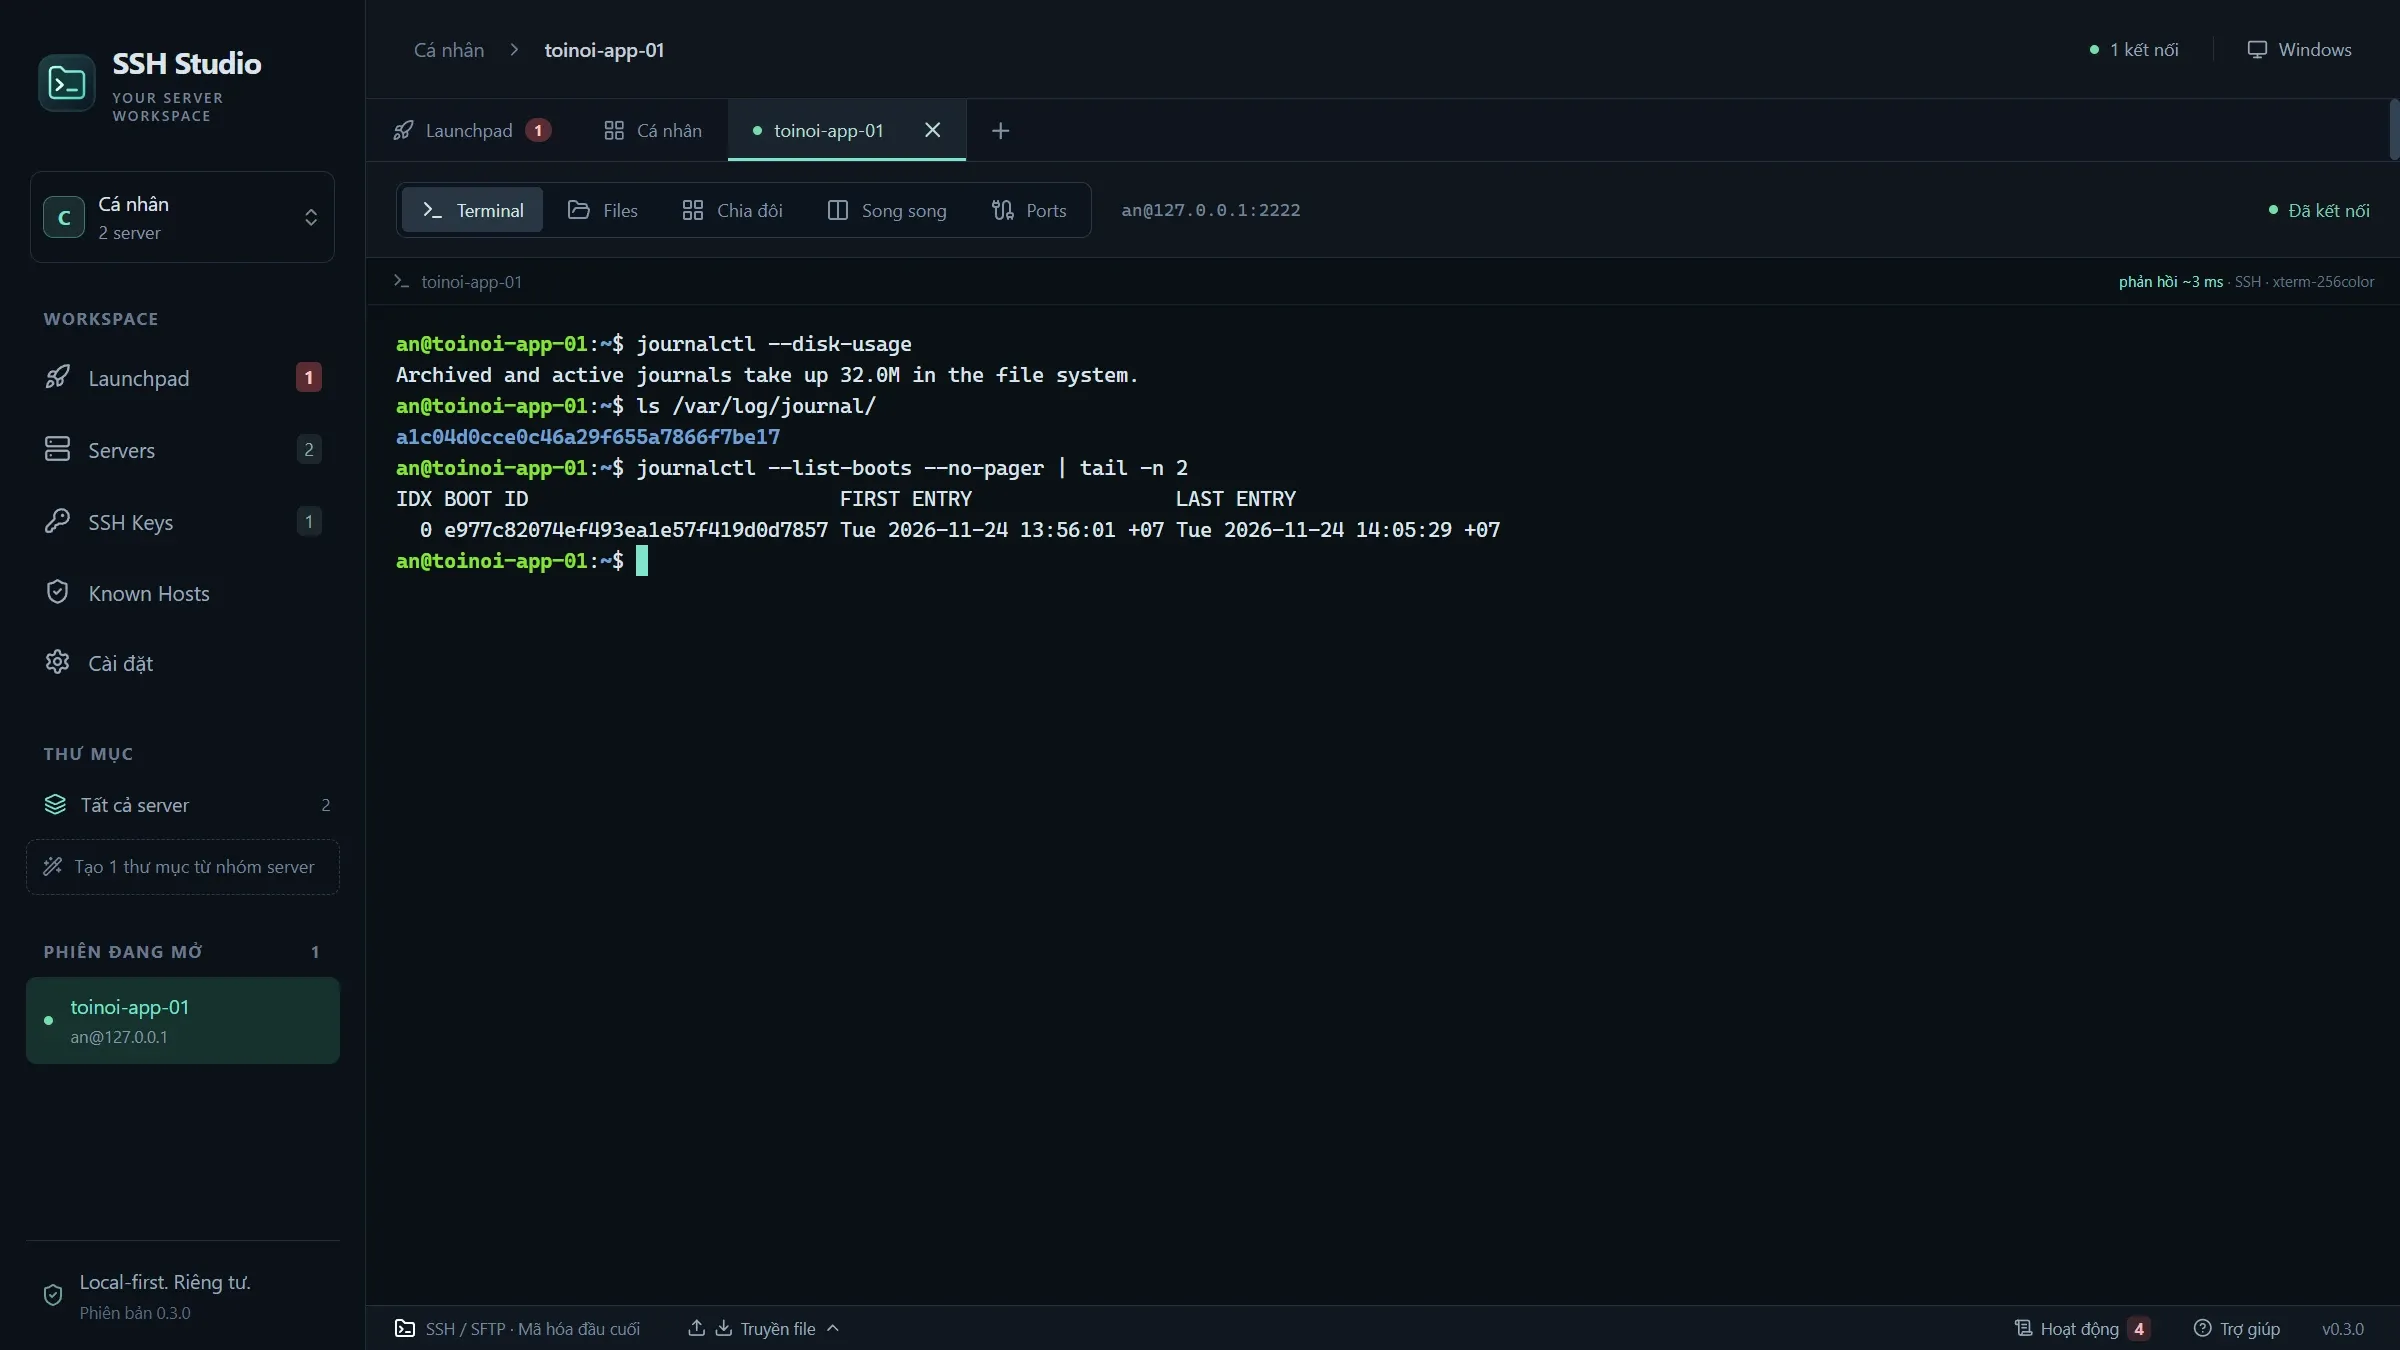 SSH Studio
YOUR SERVER
WORKSPACE
C
Cá nhân
2 server
WORKSPACE
Launchpad 1
Servers 2
SSH Keys 1
Known Hosts
Cài đặt
THƯ MỤC
Tất cả server 2
Tạo 1 thư mục từ nhóm server
PHIÊN ĐANG MỞ 1
toinoi-app-01
an@127.0.0.1
Local-first. Riêng tư.
Phiên bản 0.3.0
Cá nhân toinoi-app-01
1 kết nối Windows
Launchpad 1 Cá nhân toinoi-app-01
Terminal Files Chia đôi Song song Ports an@127.0.0.1:2222 Đã kết nối
toinoi-app-01 phản hồi ~3 ms · SSH · xterm-256color
an@toinoi-app-01:~$ journalctl --disk-usage
Archived and active journals take up 32.0M in the file system.
an@toinoi-app-01:~$ ls /var/log/journal/
a1c04d0cce0c46a29f655a7866f7be17
an@toinoi-app-01:~$ journalctl --list-boots --no-pager | tail -n 2
IDX BOOT ID FIRST ENTRY LAST ENTRY
0 e977c82074ef493ea1e57f419d0d7857 Tue 2026-11-24 13:56:01 +07 Tue 2026-11-24 14:05:29 +07
an@toinoi-app-01:~$
SSH / SFTP · Mã hóa đầu cuối Truyền file Hoạt động 4 Trợ giúp v0.3.0